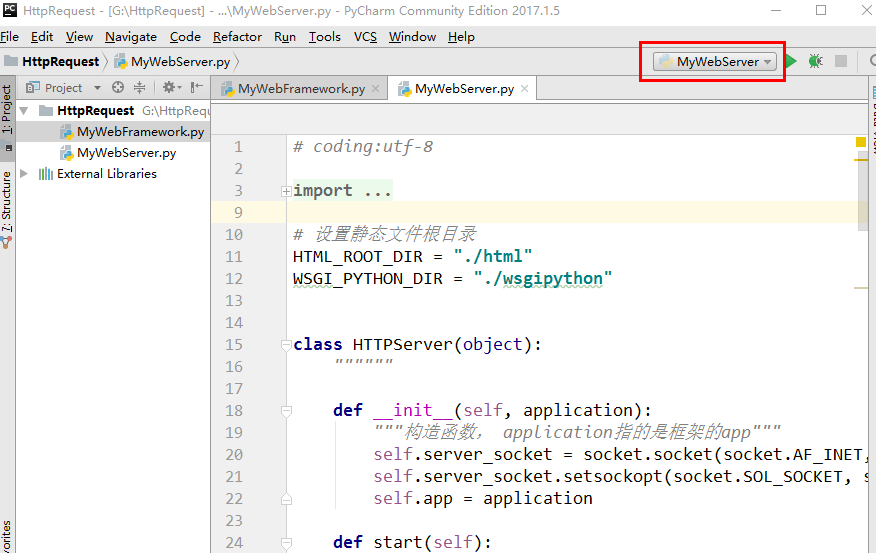 PC HttpRequest - [G:\HttpRequest] - ...\MyWebServer.py - PyCharm Community Edition 2017.1.5
File Edit View Navigate Code Refactor Run Tools VCS Window Help
HttpRequest MyWebServer.py MyWebServer
Project MyWebFramework.py MyWebServer.py
1: Project
7: Structure
HttpRequest G:\HttpRequ
MyWebFramework.py
MyWebServer.py
External Libraries
1 # coding:utf-8
2
3 import ...
9
10 # 设置静态文件根目录
11 HTML_ROOT_DIR = "./html"
12 WSGI_PYTHON_DIR = "./wsgipython"
13
14
15 class HTTPServer(object):
16 """"""
17
18 def __init__(self, application):
19 """构造函数， application指的是框架的app"""
20 self.server_socket = socket.socket(socket.AF_INET,
21 self.server_socket.setsockopt(socket.SOL_SOCKET, s
22 self.app = application
23
24 def start(self):
vorites